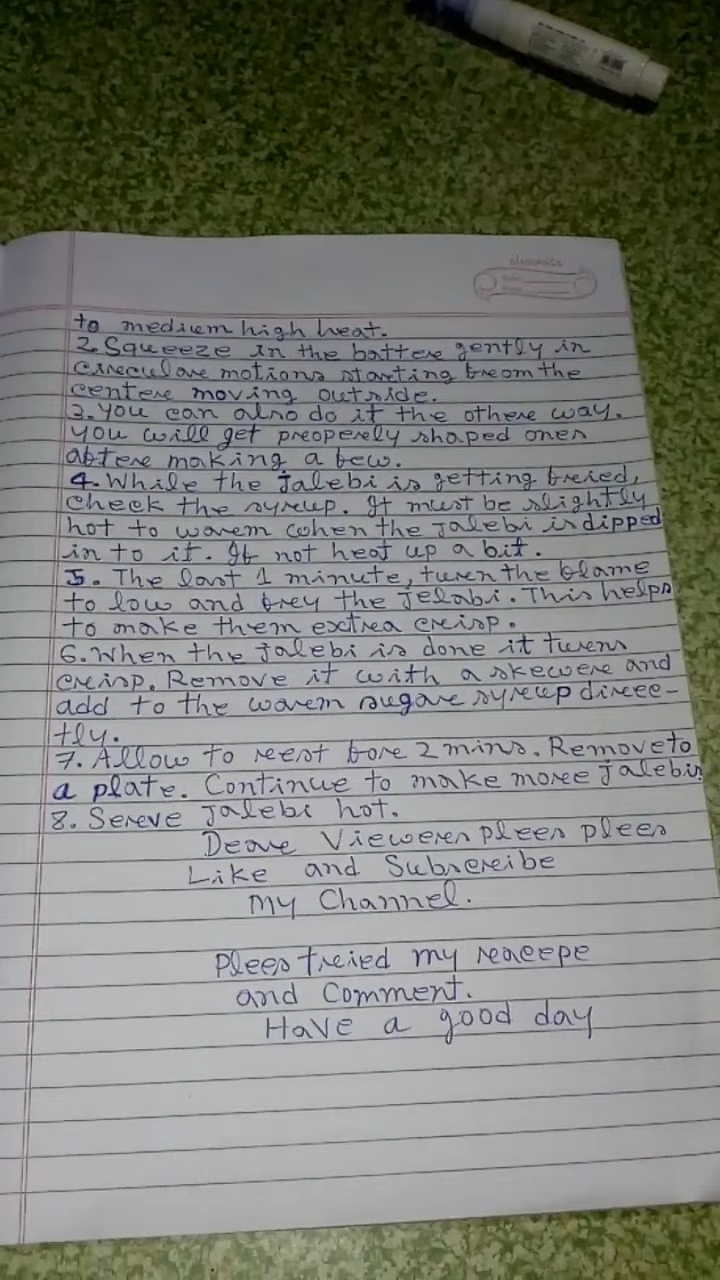 to medium high heat.
2. Squeeze in the batter gently in
circular motions starting from the
center moving outside.
3. you can also do it the other way.
you will get properly shaped ones
after making a few.
4. While the Jalebi is getting fried,
check the syrup. It must be slightly
hot to warm when the Jalebi is dipped
in to it. If not heat up a bit.
5. The last 1 minute, turn the flame
to low and fry the Jelabi. This helps
to make them extra crisp.
6. When the Jalebi is done it turns
crisp. Remove it with a skewer and
add to the warm sugar syrup direc-
tly.
7. Allow to rest for 2 mins. Remove to
a plate. Continue to make more Jalebis
8. Serve Jalebi hot.
Dear Viewers plees plees
Like and Subscribe
My Channel.
Plees tried my recepe
and Comment.
Have a good day